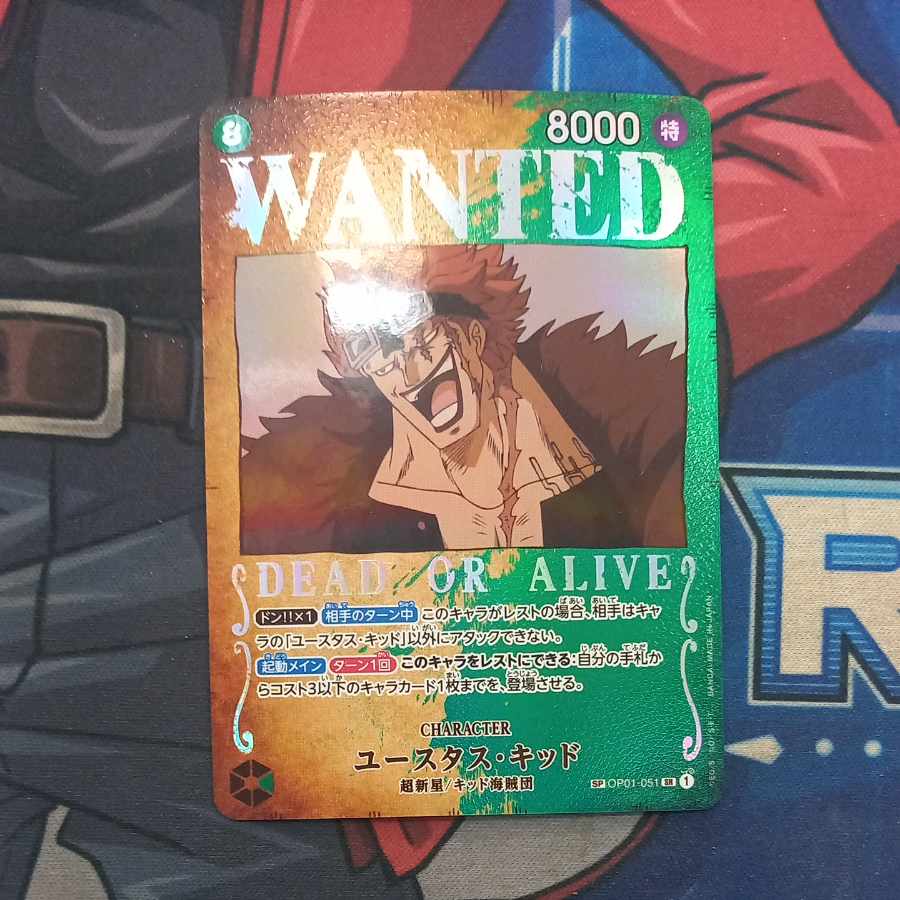 8
8000 特
WANTED
DEAD OR ALIVE
ドン!!×1 相手のターン中 このキャラがレストの場合、相手はキャ
ラの「ユースタス・キッド」以外にアタックできない。
起動メイン ターン1回 このキャラをレストにできる：自分の手札か
らコスト3以下のキャラカード1枚までを、登場させる。
CHARACTER
ユースタス・キッド
超新星/キッド海賊団
SP OP01-051 SR 1
BANDAI MADE IN JAPAN
R